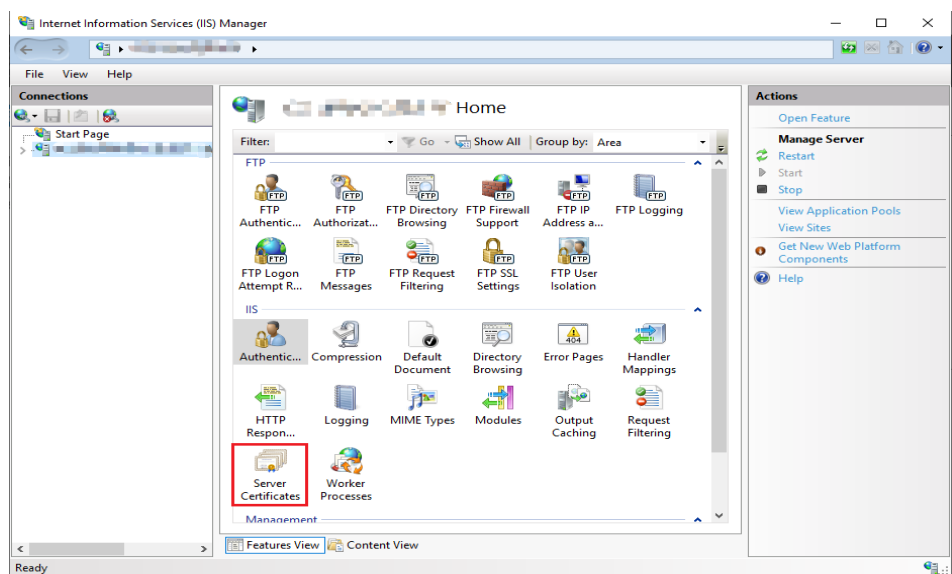 Internet Information Services (IIS) Manager
File View Help
Connections
Start Page
Home
Filter: Go Show All Group by: Area
FTP
FTP Authentic...
FTP Authorizat...
FTP Directory Browsing
FTP Firewall Support
FTP IP Address a...
FTP Logging
FTP Logon Attempt R...
FTP Messages
FTP Request Filtering
FTP SSL Settings
FTP User Isolation
IIS
Authentic...
Compression
Default Document
Directory Browsing
404
Error Pages
Handler Mappings
HTTP Respon...
Logging
MIME Types
Modules
Output Caching
Request Filtering
Server Certificates
Worker Processes
Management
Features View
Content View
Actions
Open Feature
Manage Server
Restart
Start
Stop
View Application Pools
View Sites
Get New Web Platform
Components
Help
Ready